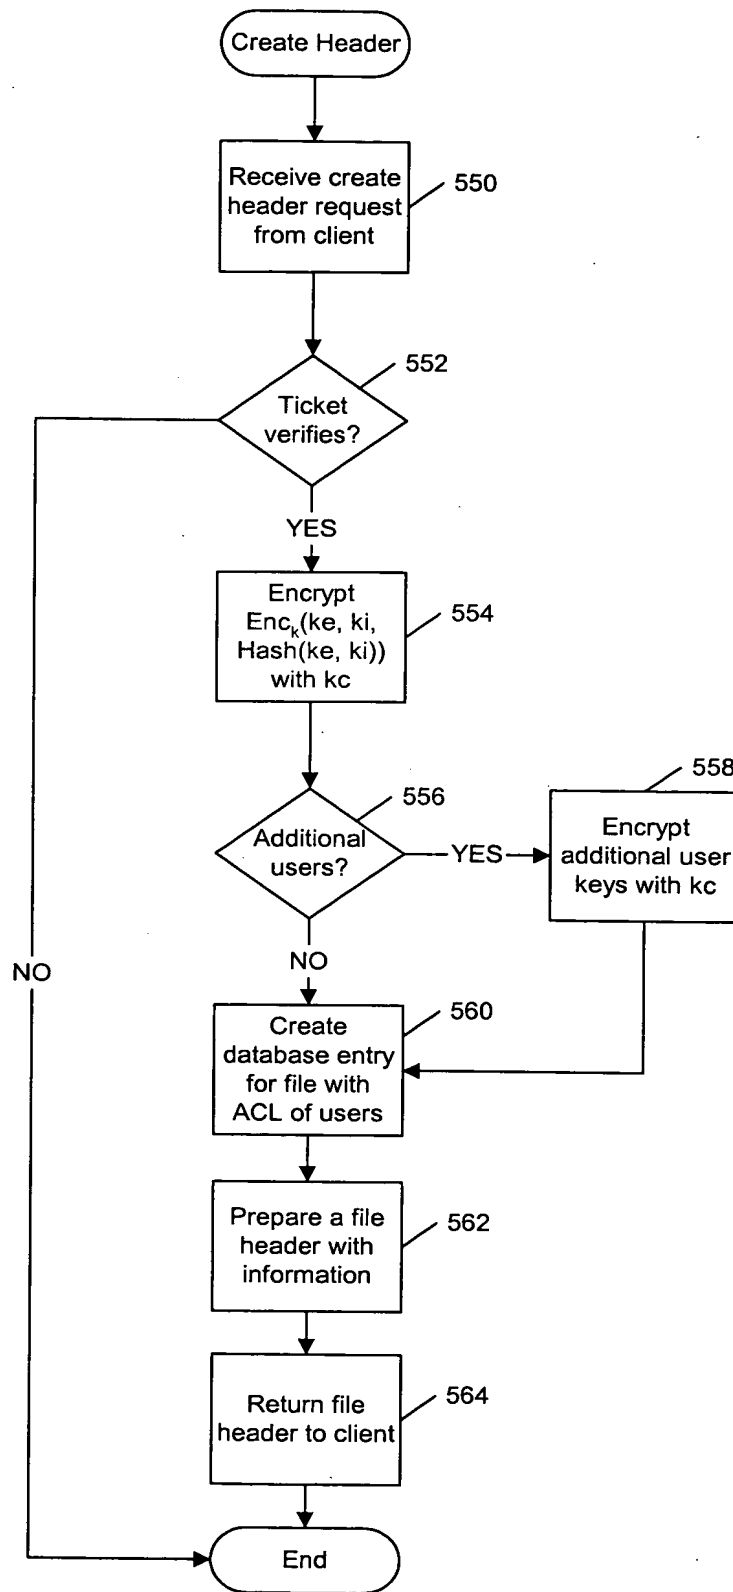 Create Header
Receive create
header request
from client
550
552
Ticket
verifies?
YES
Encrypt
Enck(ke, ki,
Hash(ke, ki))
with kc
554
556
Additional
users?
YES
558
Encrypt
additional user
keys with kc
NO
NO
Create
database entry
for file with
ACL of users
560
Prepare a file
header with
information
562
Return file
header to client
564
End